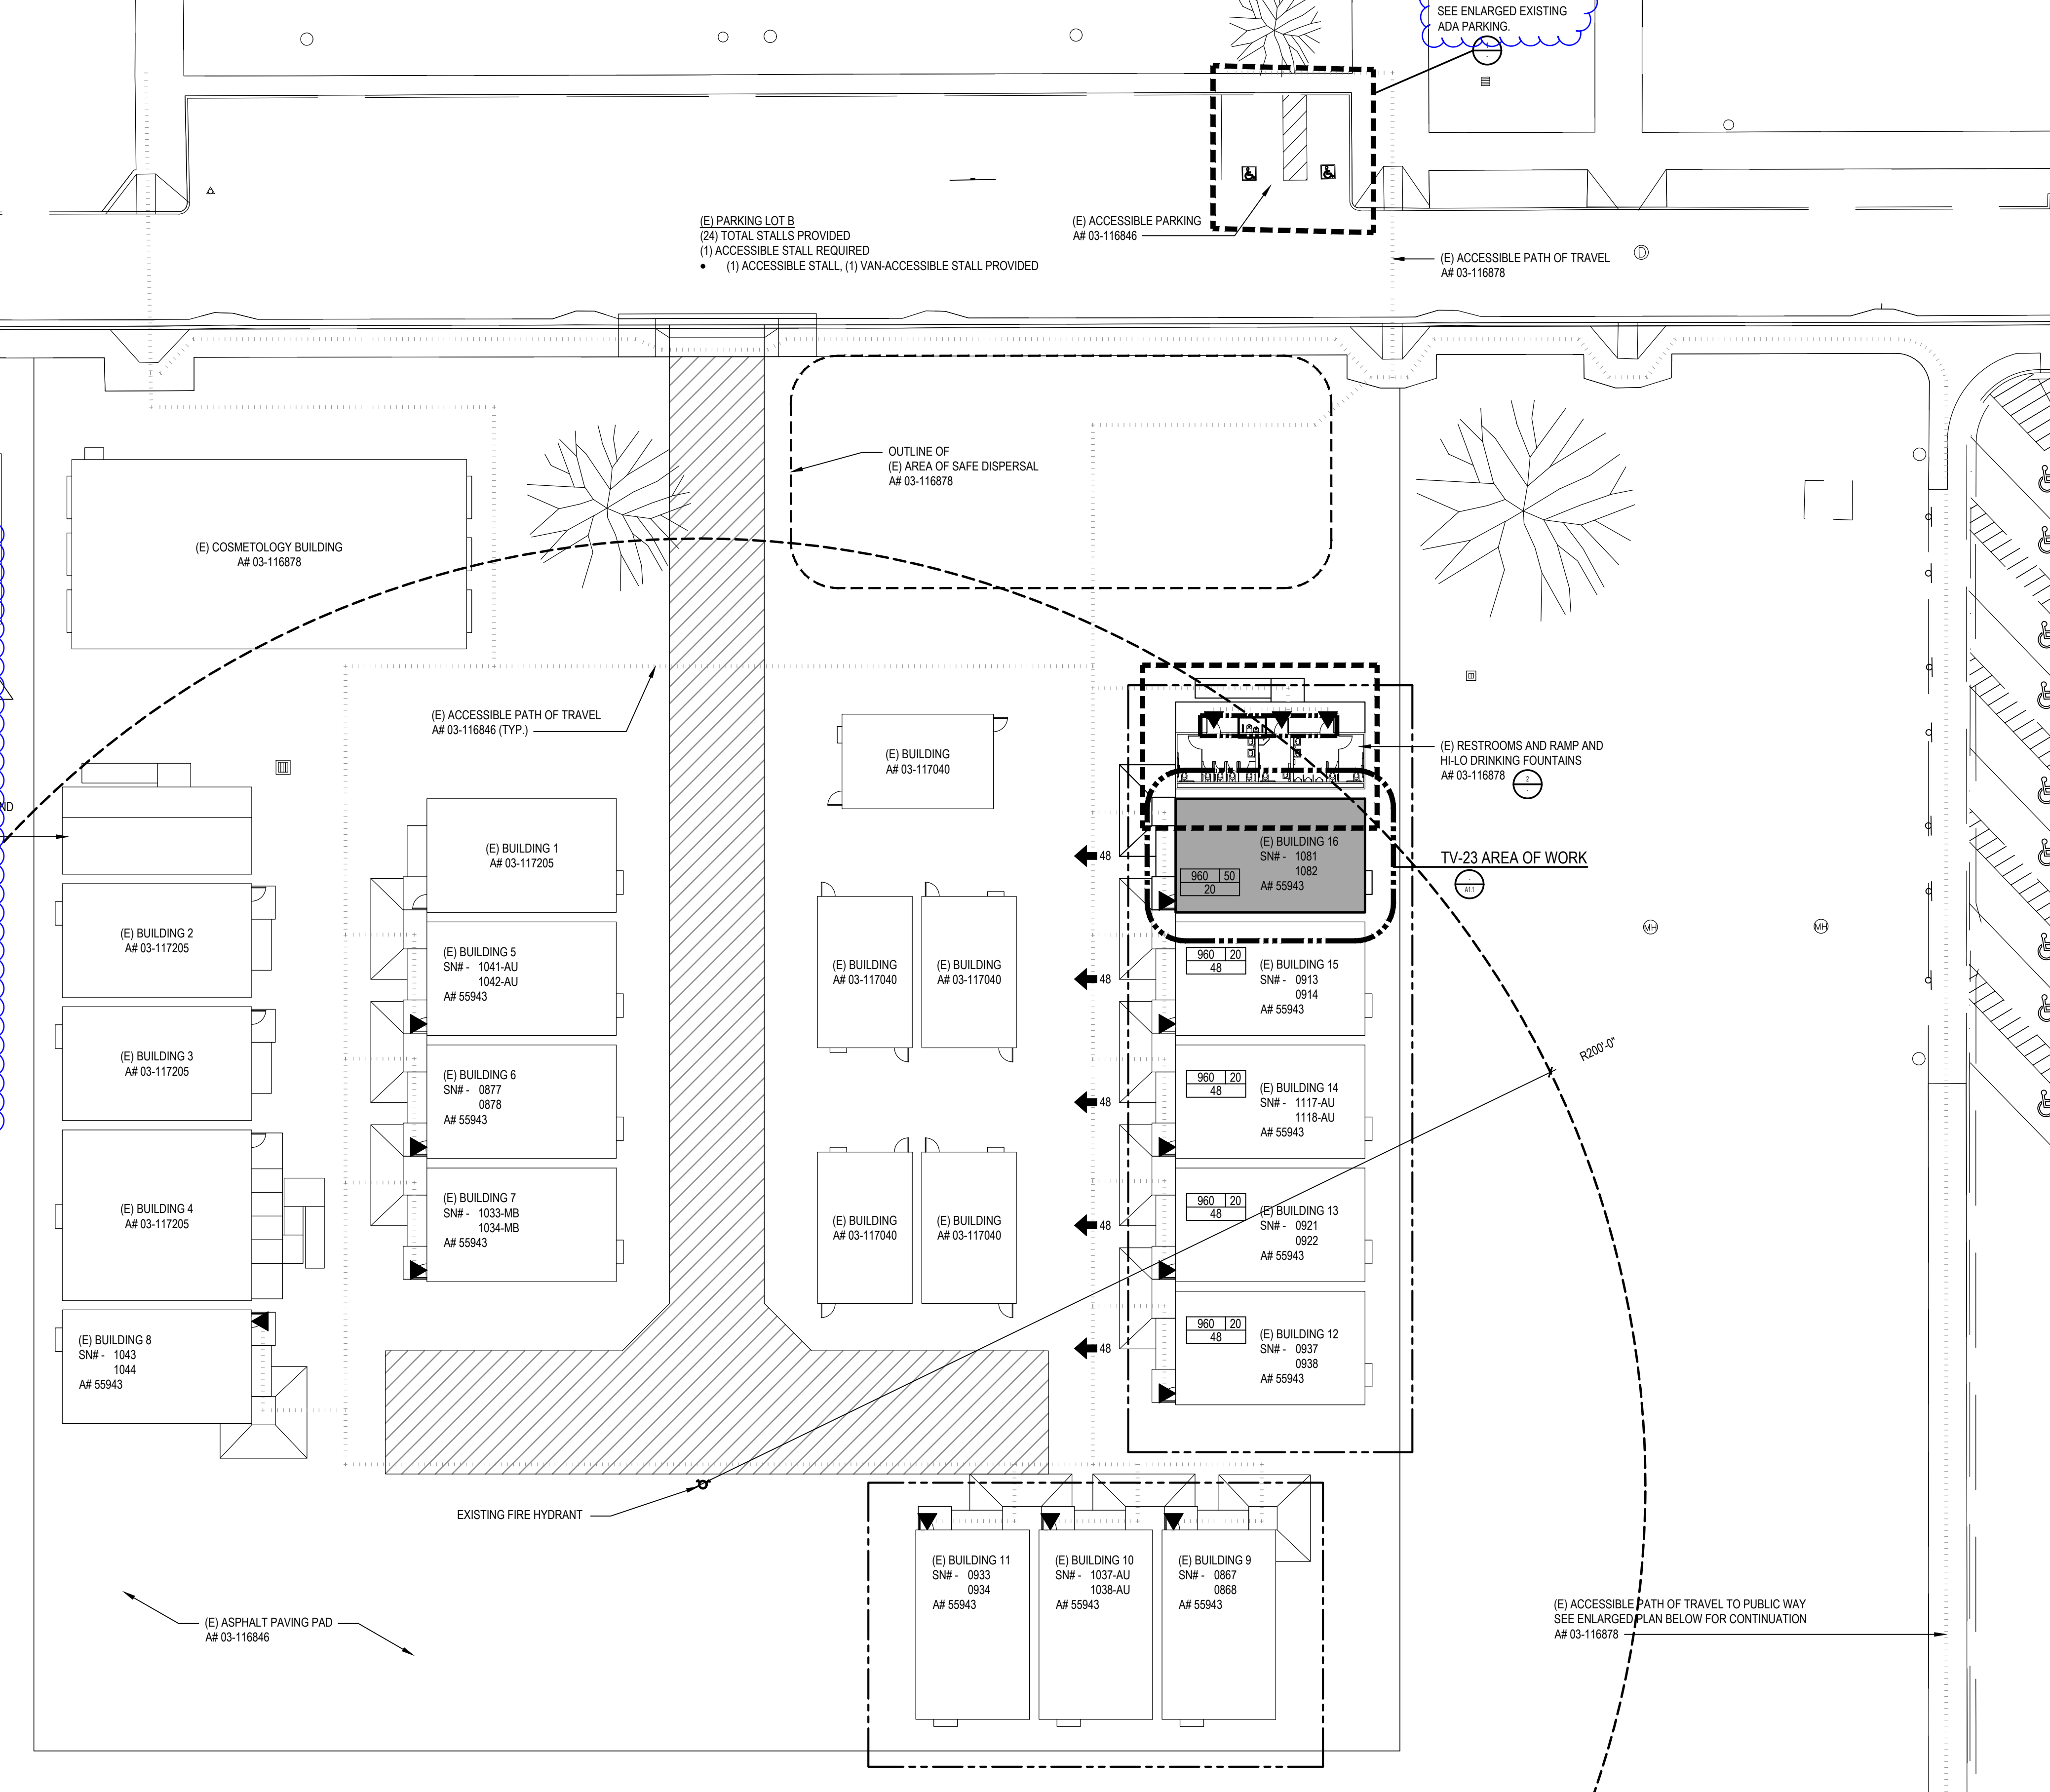 SEE ENLARGED EXISTING
ADA PARKING.
(E) PARKING LOT B
(24) TOTAL STALLS PROVIDED
(1) ACCESSIBLE STALL REQUIRED
• (1) ACCESSIBLE STALL, (1) VAN-ACCESSIBLE STALL PROVIDED
(E) ACCESSIBLE PARKING
A# 03-116846
(E) ACCESSIBLE PATH OF TRAVEL
A# 03-116878
D
OUTLINE OF
(E) AREA OF SAFE DISPERSAL
A# 03-116878
(E) COSMETOLOGY BUILDING
A# 03-116878
(E) ACCESSIBLE PATH OF TRAVEL
A# 03-116846 (TYP.)
(E) BUILDING
A# 03-117040
(E) RESTROOMS AND RAMP AND
HI-LO DRINKING FOUNTAINS
A# 03-116878
2
-
ND
(E) BUILDING 1
A# 03-117205
48
(E) BUILDING 16
SN# - 1081
1082
A# 55943
960 50
20
TV-23 AREA OF WORK
-
A1.1
(E) BUILDING 2
A# 03-117205
(E) BUILDING 5
SN# - 1041-AU
1042-AU
A# 55943
(E) BUILDING
A# 03-117040
(E) BUILDING
A# 03-117040
48
960 20
48
(E) BUILDING 15
SN# - 0913
0914
A# 55943
MH
MH
(E) BUILDING 3
A# 03-117205
(E) BUILDING 6
SN# - 0877
0878
A# 55943
48
960 20
48
(E) BUILDING 14
SN# - 1117-AU
1118-AU
A# 55943
R200'-0"
(E) BUILDING 4
A# 03-117205
(E) BUILDING 7
SN# - 1033-MB
1034-MB
A# 55943
(E) BUILDING
A# 03-117040
(E) BUILDING
A# 03-117040
48
960 20
48
(E) BUILDING 13
SN# - 0921
0922
A# 55943
(E) BUILDING 8
SN# - 1043
1044
A# 55943
48
960 20
48
(E) BUILDING 12
SN# - 0937
0938
A# 55943
EXISTING FIRE HYDRANT
(E) BUILDING 11
SN# - 0933
0934
A# 55943
(E) BUILDING 10
SN# - 1037-AU
1038-AU
A# 55943
(E) BUILDING 9
SN# - 0867
0868
A# 55943
(E) ASPHALT PAVING PAD
A# 03-116846
(E) ACCESSIBLE PATH OF TRAVEL TO PUBLIC WAY
SEE ENLARGED PLAN BELOW FOR CONTINUATION
A# 03-116878